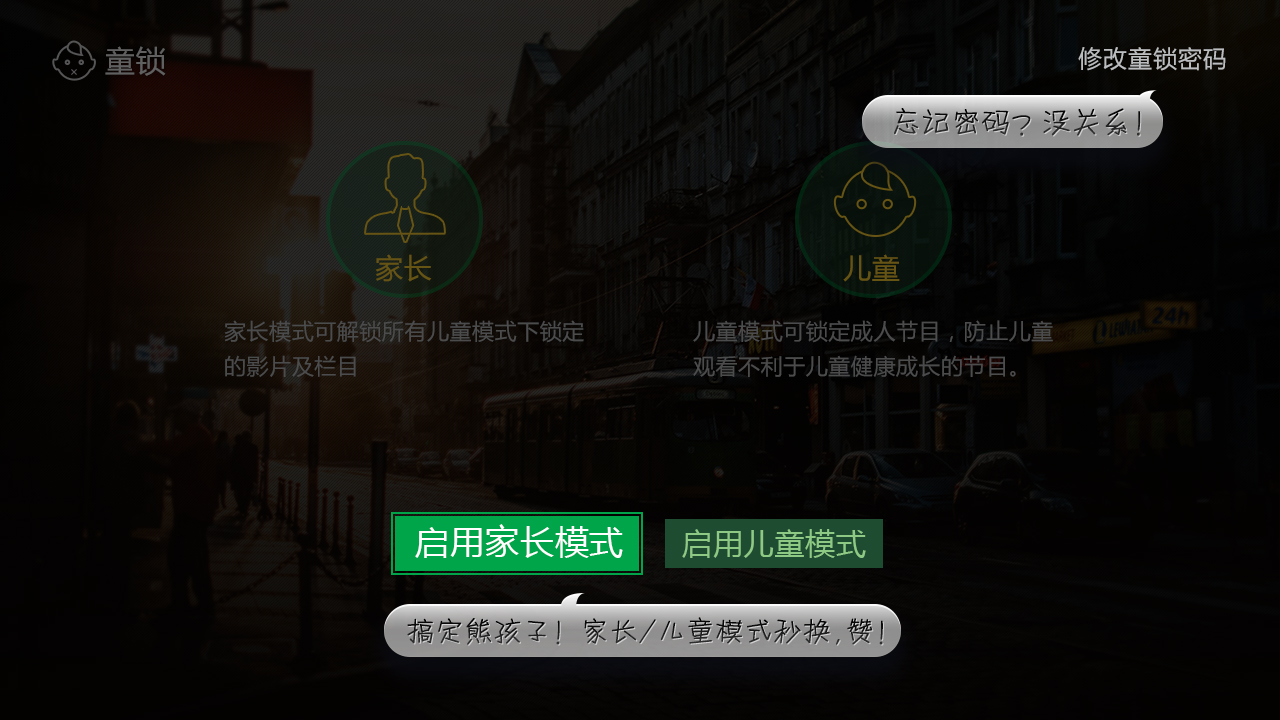 童锁
修改童锁密码
忘记密码?没关系!
家长
儿童
家长模式可解锁所有儿童模式下锁定
的影片及栏目
儿童模式可锁定成人节目,防止儿童
观看不利于儿童健康成长的节目。
24h
启用家长模式
启用儿童模式
搞定熊孩子!家长/儿童模式秒换,赞!